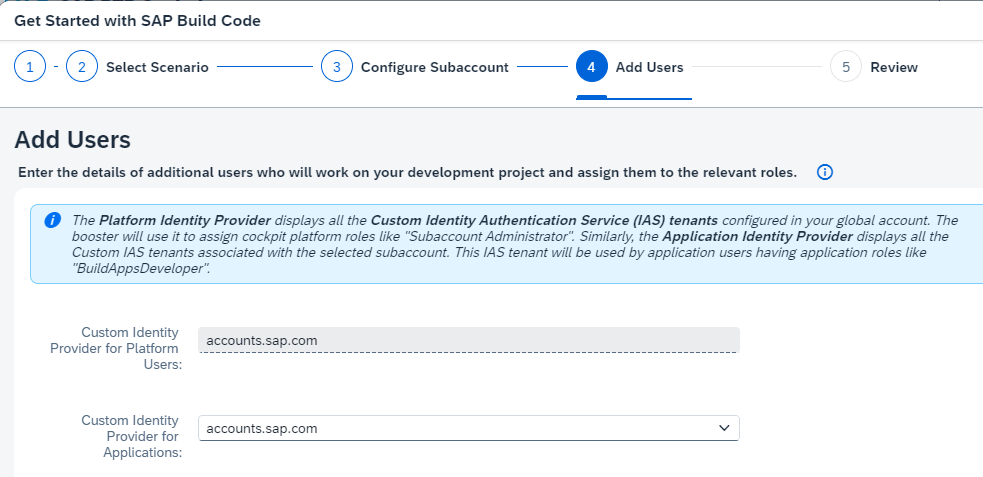 Get Started with SAP Build Code
1 - 2 Select Scenario 3 Configure Subaccount 4 Add Users 5 Review
Add Users
Enter the details of additional users who will work on your development project and assign them to the relevant roles.
The Platform Identity Provider displays all the Custom Identity Authentication Service (IAS) tenants configured in your global account. The
booster will use it to assign cockpit platform roles like "Subaccount Administrator". Similarly, the Application Identity Provider displays all the
Custom IAS tenants associated with the selected subaccount. This IAS tenant will be used by application users having application roles like
"BuildAppsDeveloper".
Custom Identity
Provider for Platform
Users:
accounts.sap.com
Custom Identity
Provider for
Applications:
accounts.sap.com